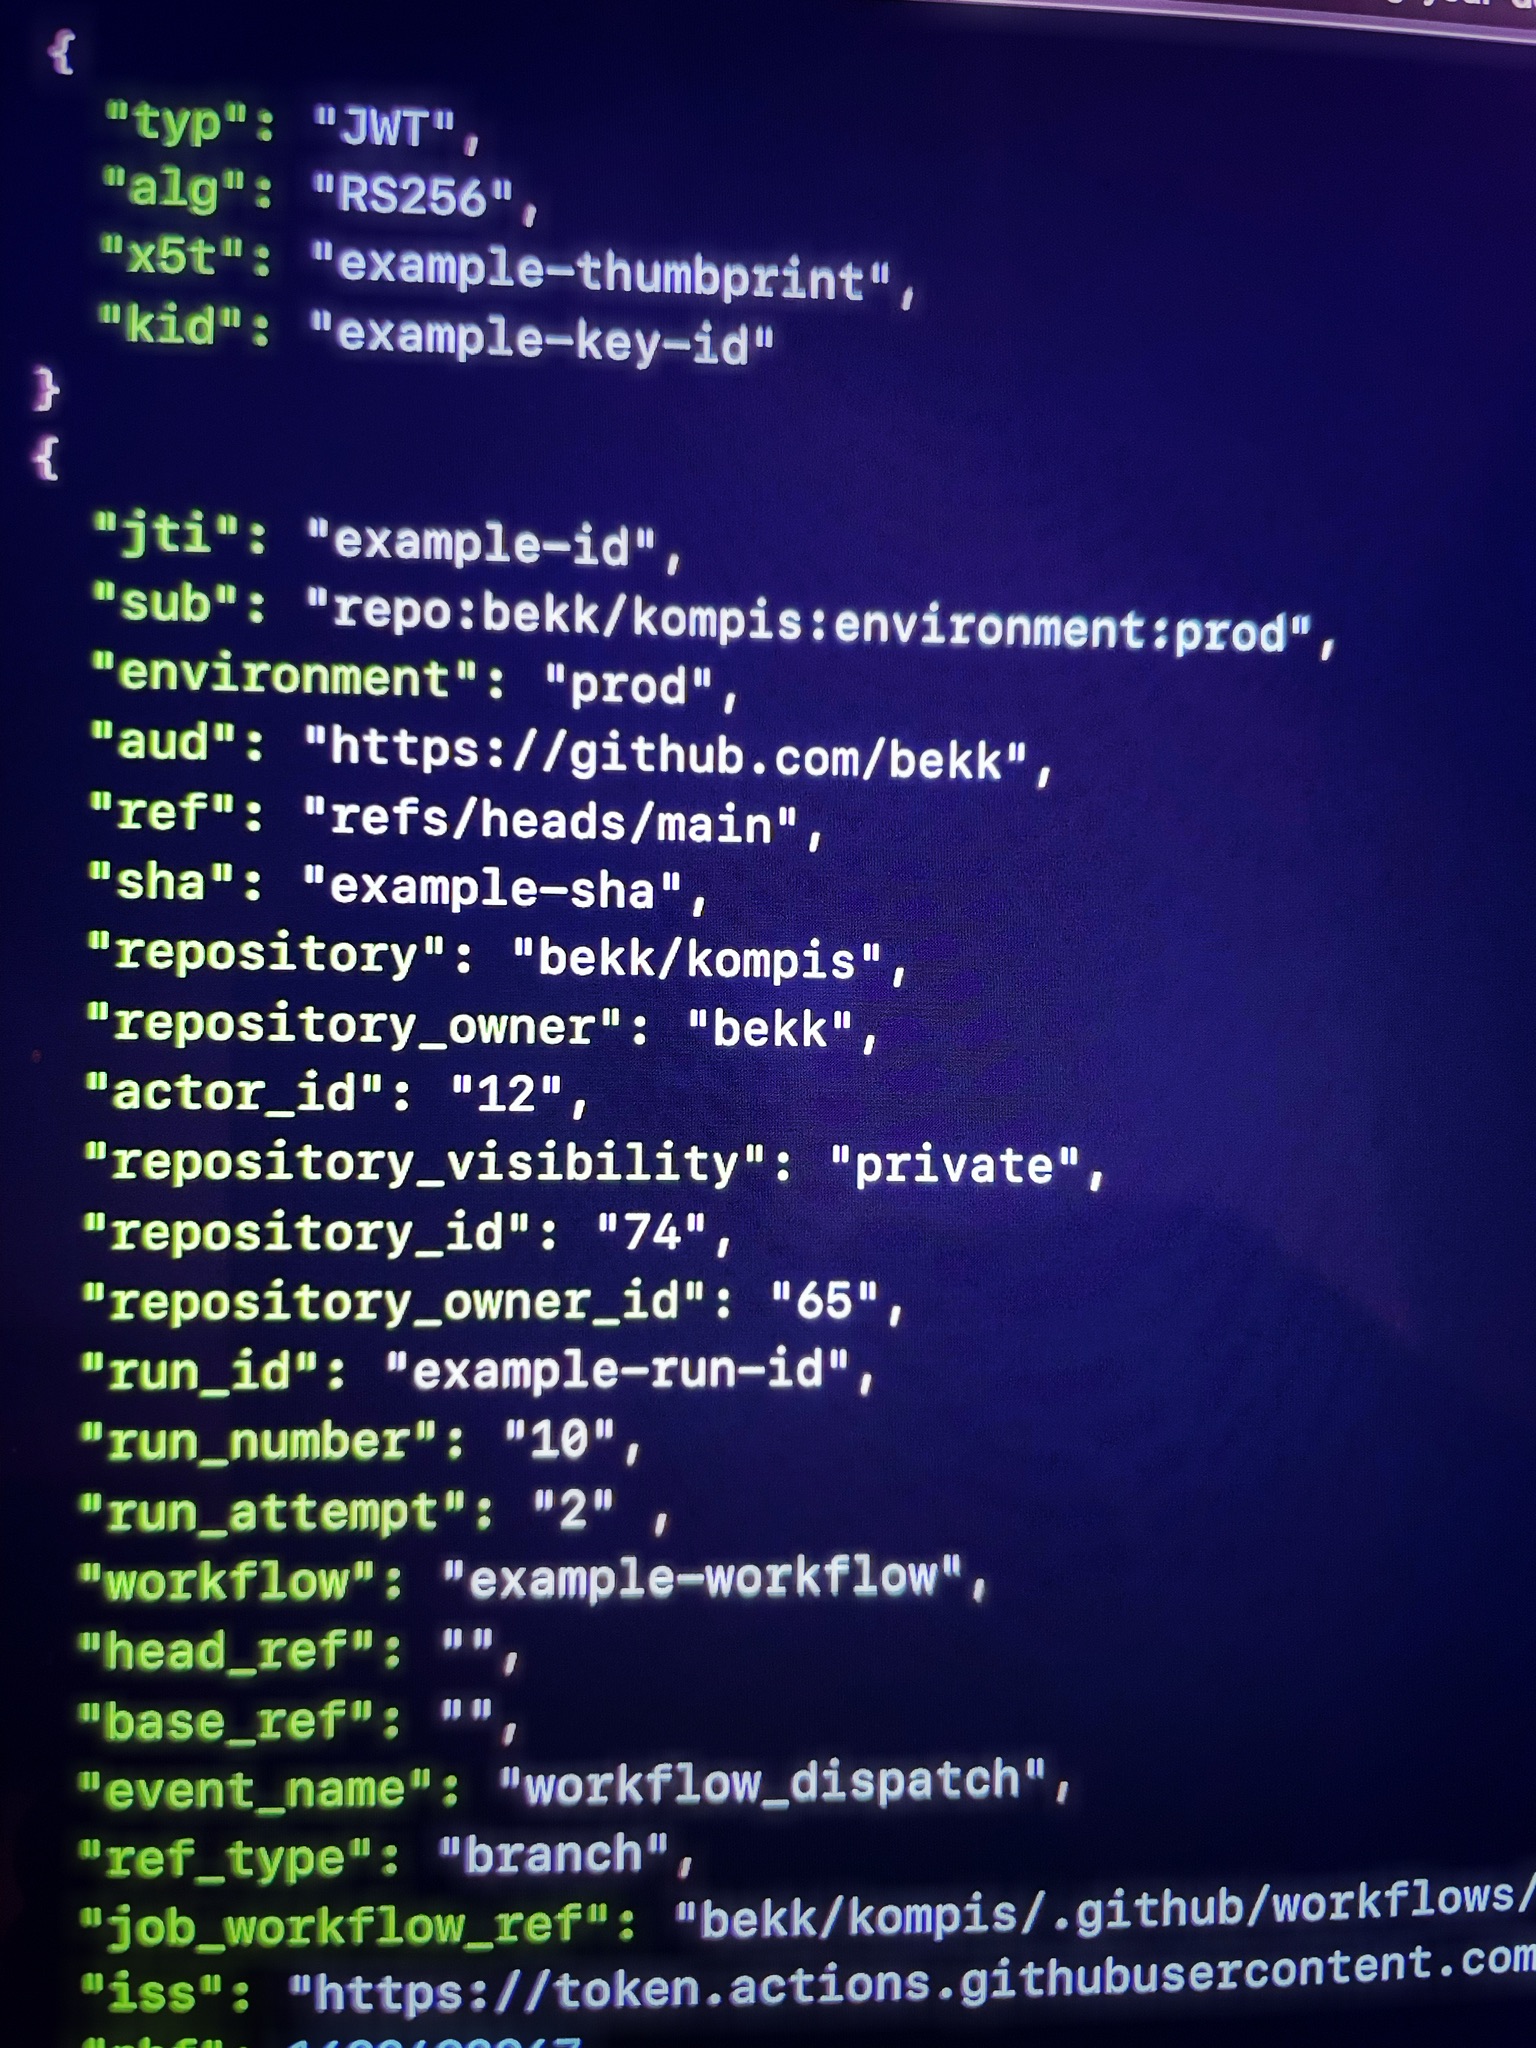 your
{
"typ": "JWT",
"alg": "RS256",
"x5t": "example-thumbprint",
"kid": "example-key-id"
}
{
"jti": "example-id",
"sub": "repo:bekk/kompis:environment:prod",
"environment": "prod",
"aud": "https://github.com/bekk",
"ref": "refs/heads/main",
"sha": "example-sha",
"repository": "bekk/kompis",
"repository_owner": "bekk",
"actor_id": "12",
"repository_visibility": "private",
"repository_id": "74",
"repository_owner_id": "65",
"run_id": "example-run-id",
"run_number": "10",
"run_attempt": "2" ,
"workflow": "example-workflow",
"head_ref": "",
"base_ref": "",
"event_name": "workflow_dispatch",
"ref_type": "branch",
"job_workflow_ref": "bekk/kompis/.github/workflows/
"iss": "https://token.actions.githubusercontent.com